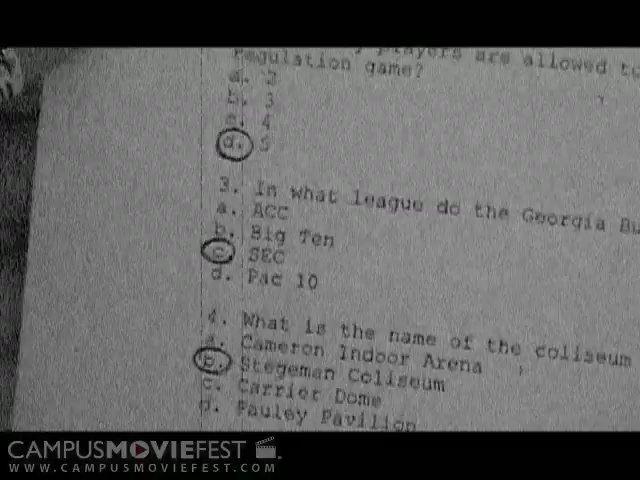 players are allowed to
Regulation game?
a. 2
b. 3
c. 4
d. 5
3. In what league do the Georgia Bu
a. ACC
b. Big Ten
c. SEC
d. Pac 10
4. What is the name of the coliseum
a. Cameron Indoor Arena
b. Stegeman Coliseum
c. Carrier Dome
d. Pauley Pavilion
CAMPUSMOVIEFEST
WWW.CAMPUSMOVIEFEST.COM